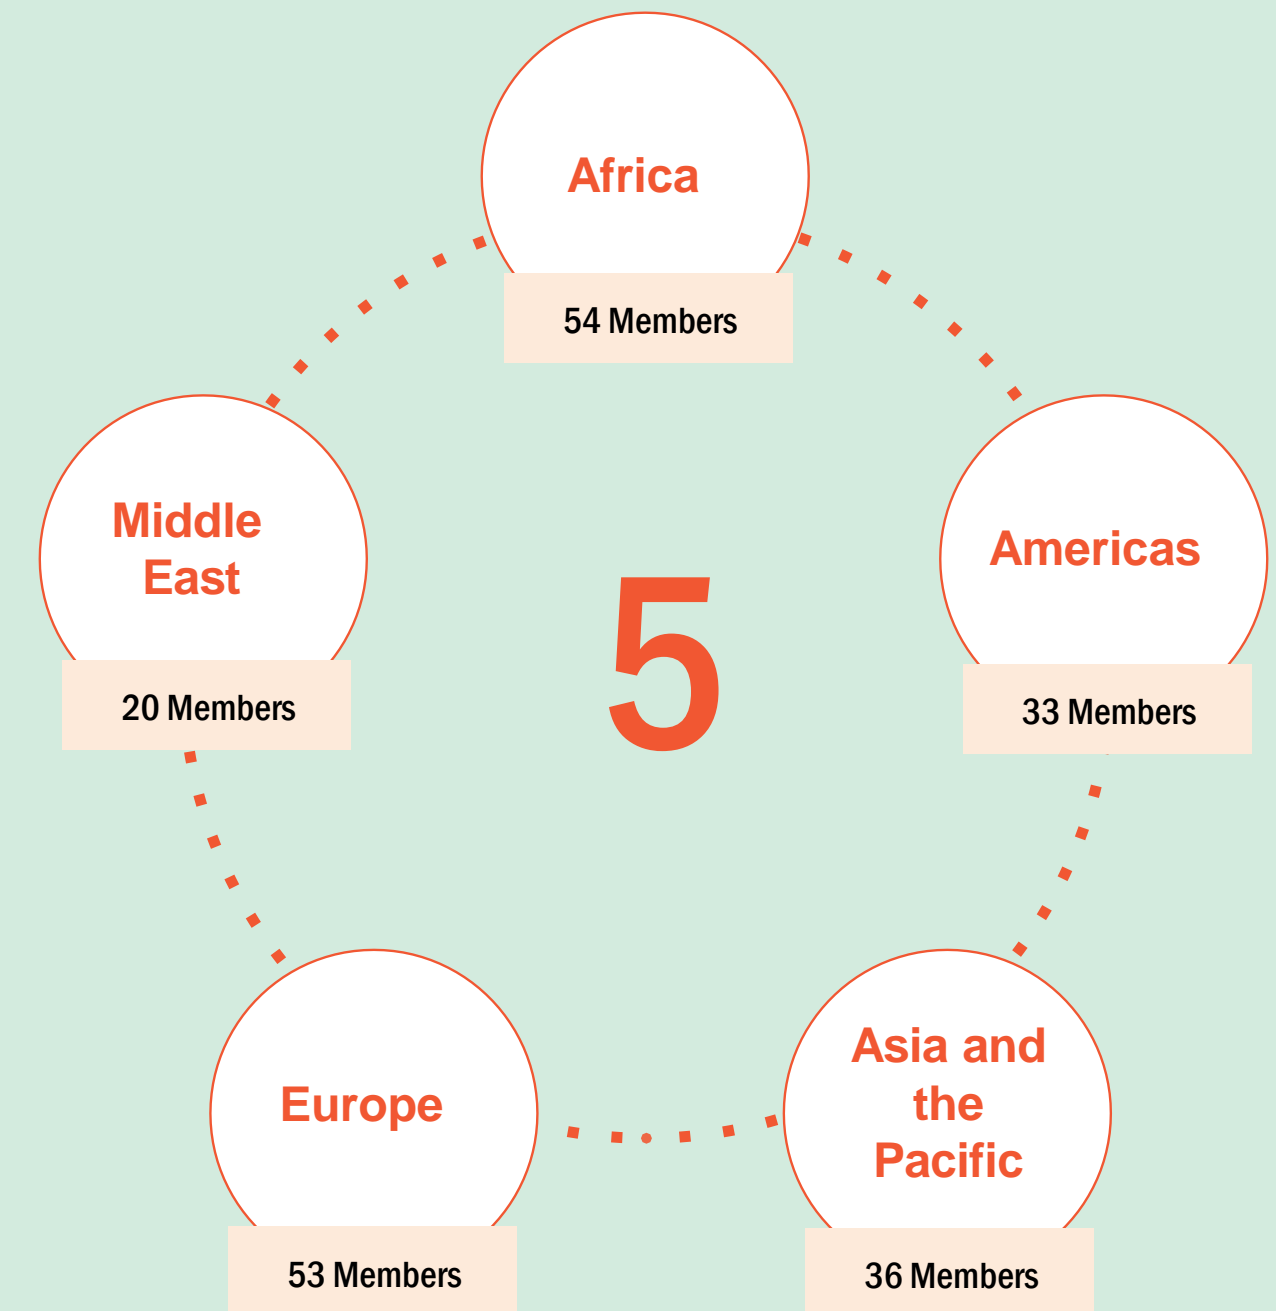 Africa
54 Members
Middle
East
20 Members
Americas
33 Members
5
Europe
53 Members
Asia and
the
Pacific
36 Members